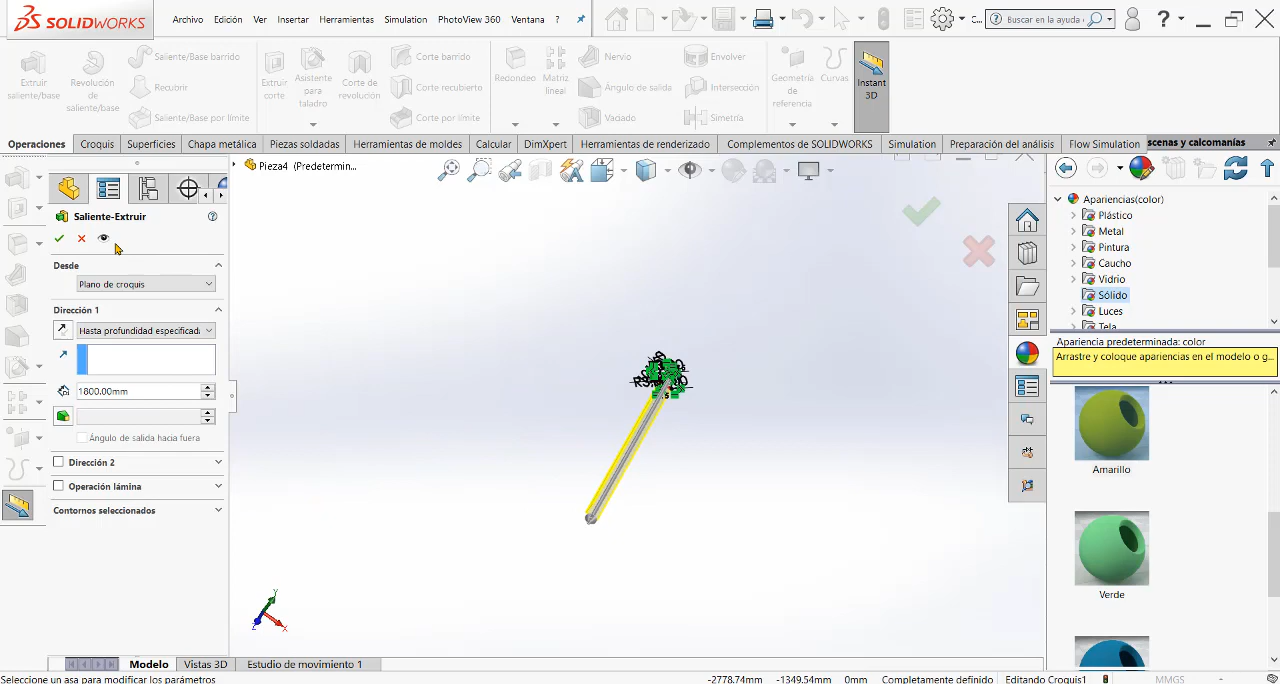 SOLIDWORKS
Archivo Edición Ver Insertar Herramientas Simulation PhotoView 360 Ventana ?
C...
Buscar en la ayuda
?
Extruir saliente/base
Revolución de saliente/base
Saliente/Base barrido
Recubrir
Saliente/Base por límite
Extruir corte
Asistente para taladro
Corte de revolución
Corte barrido
Corte recubierto
Corte por límite
Redondeo
Matriz lineal
Nervio
Ángulo de salida
Vaciado
Envolver
Intersección
Simetría
Geometría de referencia
Curvas
Instant 3D
Operaciones Croquis Superficies Chapa metálica Piezas soldadas Herramientas de moldes Calcular DimXpert Herramientas de renderizado Complementos de SOLIDWORKS Simulation Preparación del análisis Flow Simulation
scenas y calcomanías
Pieza4 (Predetermin...
Saliente-Extruir
Desde
Plano de croquis
Dirección 1
Hasta profundidad especificada
1800.00mm
Ángulo de salida hacia fuera
Dirección 2
Operación lámina
Contornos seleccionados
Y
Z
X
Apariencias(color)
Plástico
Metal
Pintura
Caucho
Vidrio
Sólido
Luces
Tela
Apariencia predeterminada: color
Arrastre y coloque apariencias en el modelo o g...
Amarillo
Verde
Modelo Vistas 3D Estudio de movimiento 1
Seleccione un asa para modificar los parámetros
-2778.74mm -1349.54mm 0mm Completamente definido Editando Croquis1 MMGS -